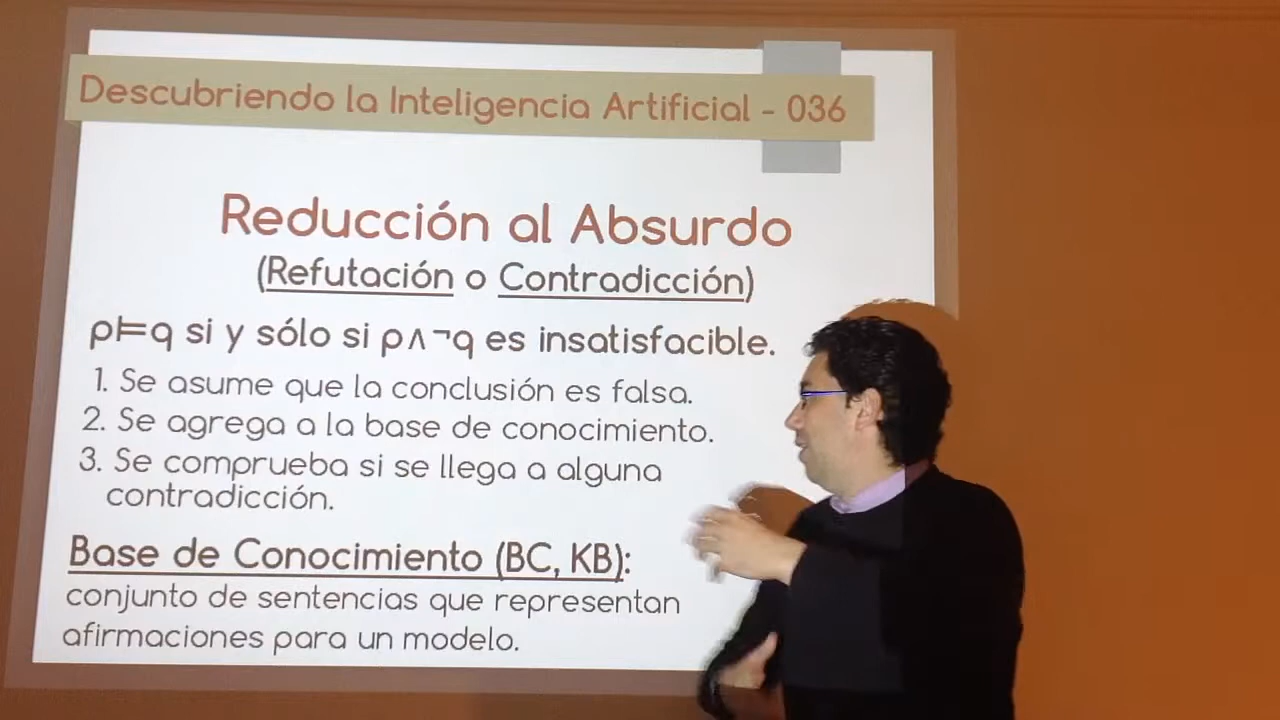 Descubriendo la Inteligencia Artificial - 036
Reducción al Absurdo
(Refutación o Contradicción)
p⊨q si y sólo si p∧¬q es insatisfacible.
1. Se asume que la conclusión es falsa.
2. Se agrega a la base de conocimiento.
3. Se comprueba si se llega a alguna
contradicción.
Base de Conocimiento (BC, KB):
conjunto de sentencias que representan
afirmaciones para un modelo.